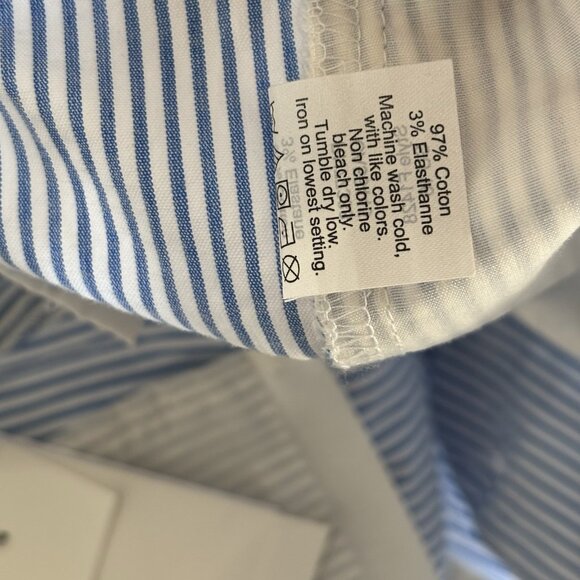 97% Coton
3% Elasthanne
Machine wash cold,
with like colors.
Non chlorine
bleach only.
Tumble dry low.
Iron on lowest setting.